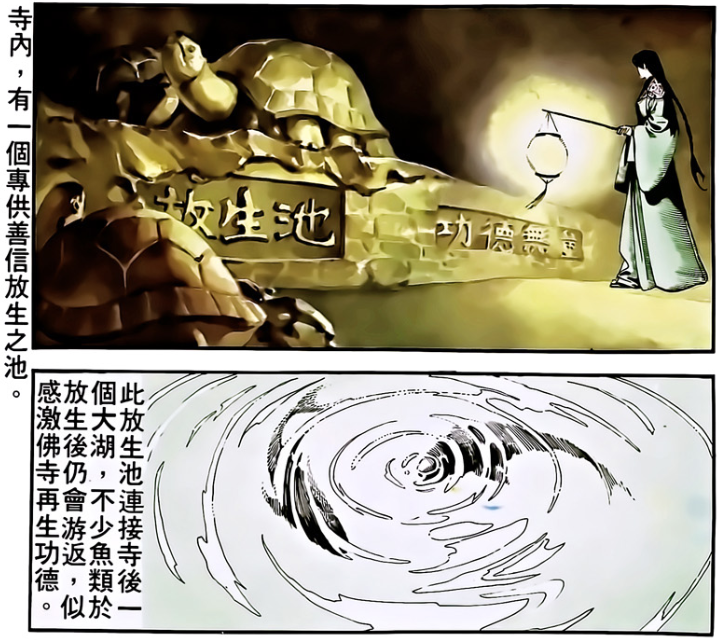 寺內，有一個專供善信放生之池。
放生池
功德無量
此放生池連接寺後一
個大湖，不少魚類於
放生後仍會游返，似
感激佛寺再生功德。